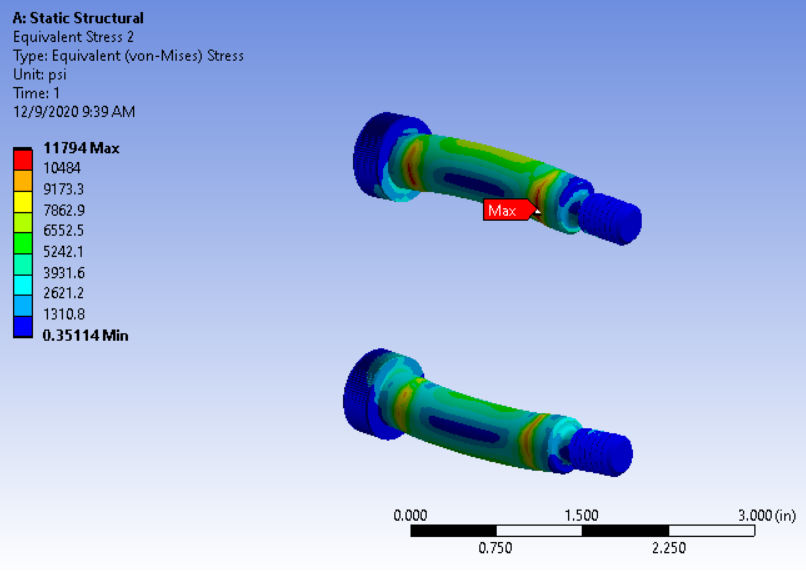 A: Static Structural
Equivalent Stress 2
Type: Equivalent (von-Mises) Stress
Unit: psi
Time: 1
12/9/2020 9:39 AM
11794 Max
10484
9173.3
7862.9
6552.5
5242.1
3931.6
2621.2
1310.8
0.35114 Min
Max
0.000 1.500 3.000 (in)
0.750 2.250